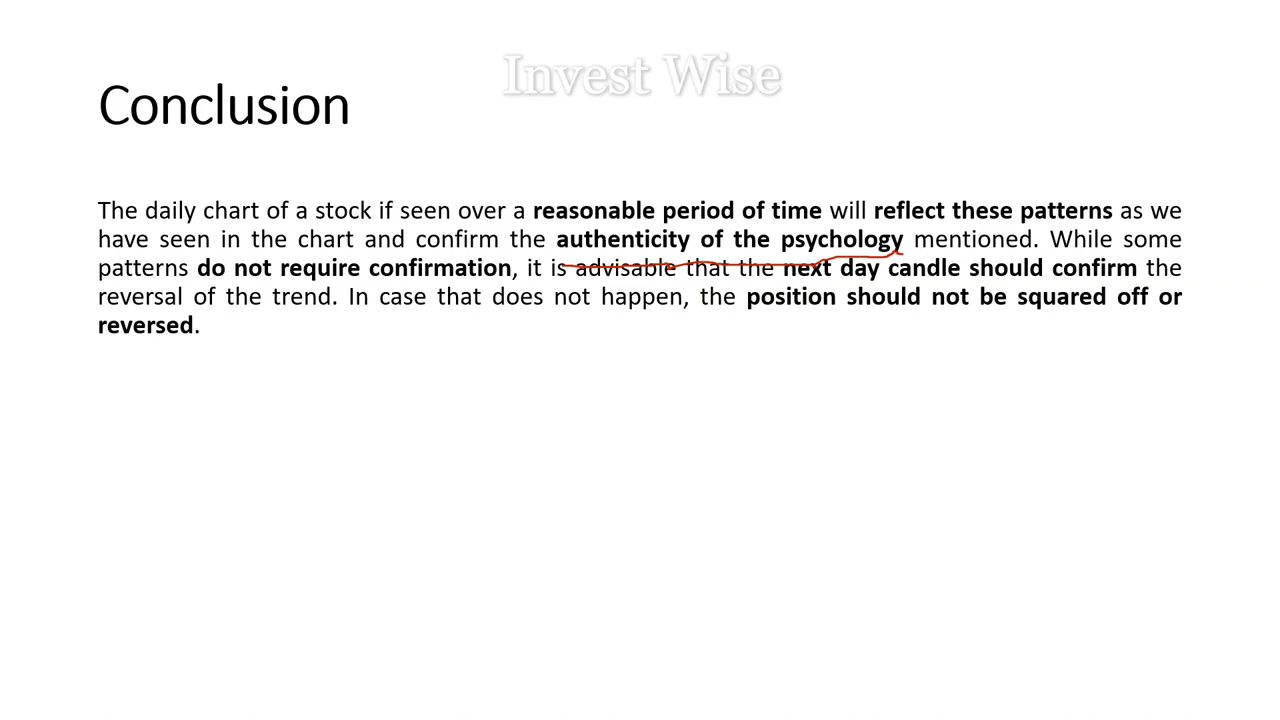 Invest Wise
Conclusion
The daily chart of a stock if seen over a reasonable period of time will reflect these patterns as we
have seen in the chart and confirm the authenticity of the psychology mentioned. While some
patterns do not require confirmation, it is advisable that the next day candle should confirm the
reversal of the trend. In case that does not happen, the position should not be squared off or
reversed.